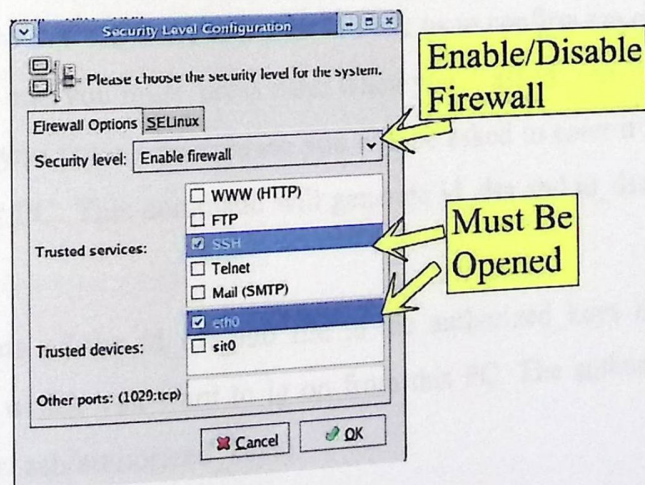 Security Level Configuration
Please choose the security level for the system.
Firewall Options SELinux
Security level: Enable firewall
WWW (HTTP)
FTP
Trusted services:
SSH
Telnet
Mail (SMTP)
eth0
Trusted devices:
sit0
Other ports: (1029:tcp)
Cancel OK
Enable/Disable
Firewall
Must Be
Opened